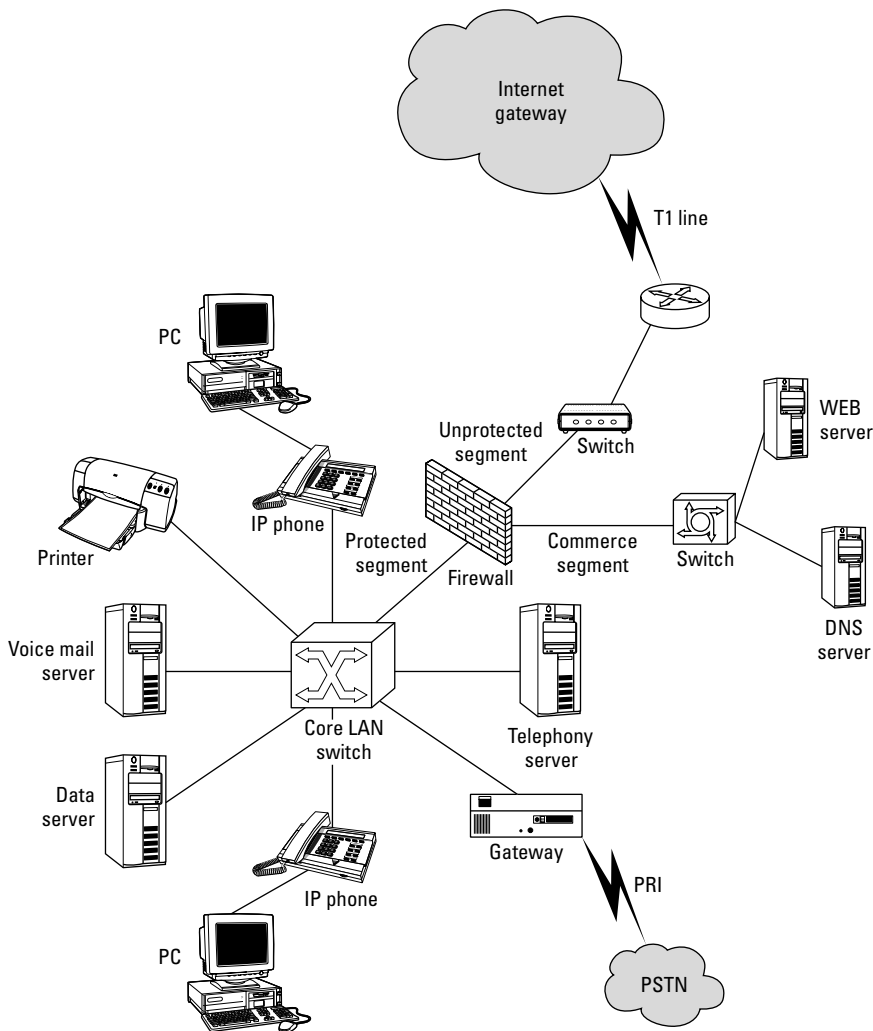 Internet
gateway
T1 line
PC
WEB
server
Unprotected
segment
Switch
IP phone
Printer
Protected
segment
Firewall
Commerce
segment
Switch
DNS
server
Voice mail
server
Core LAN
switch
Telephony
server
Data
server
Gateway
IP phone
PRI
PC
PSTN